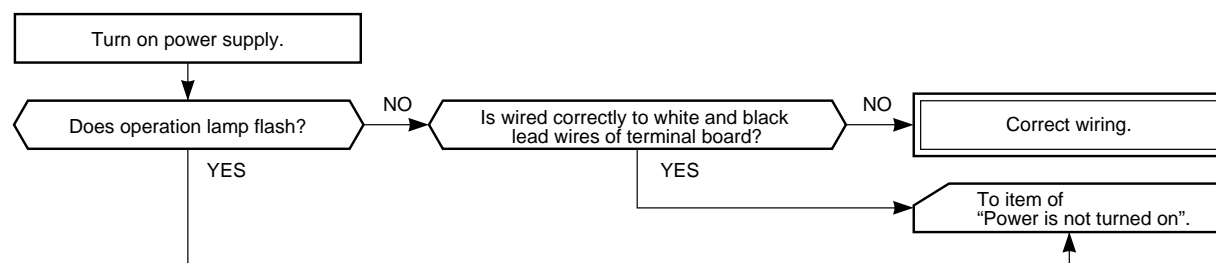 Turn on power supply.
Does operation lamp flash?
NO
Is wired correctly to white and black
lead wires of terminal board?
NO
Correct wiring.
YES
YES
To item of
“Power is not turned on”.